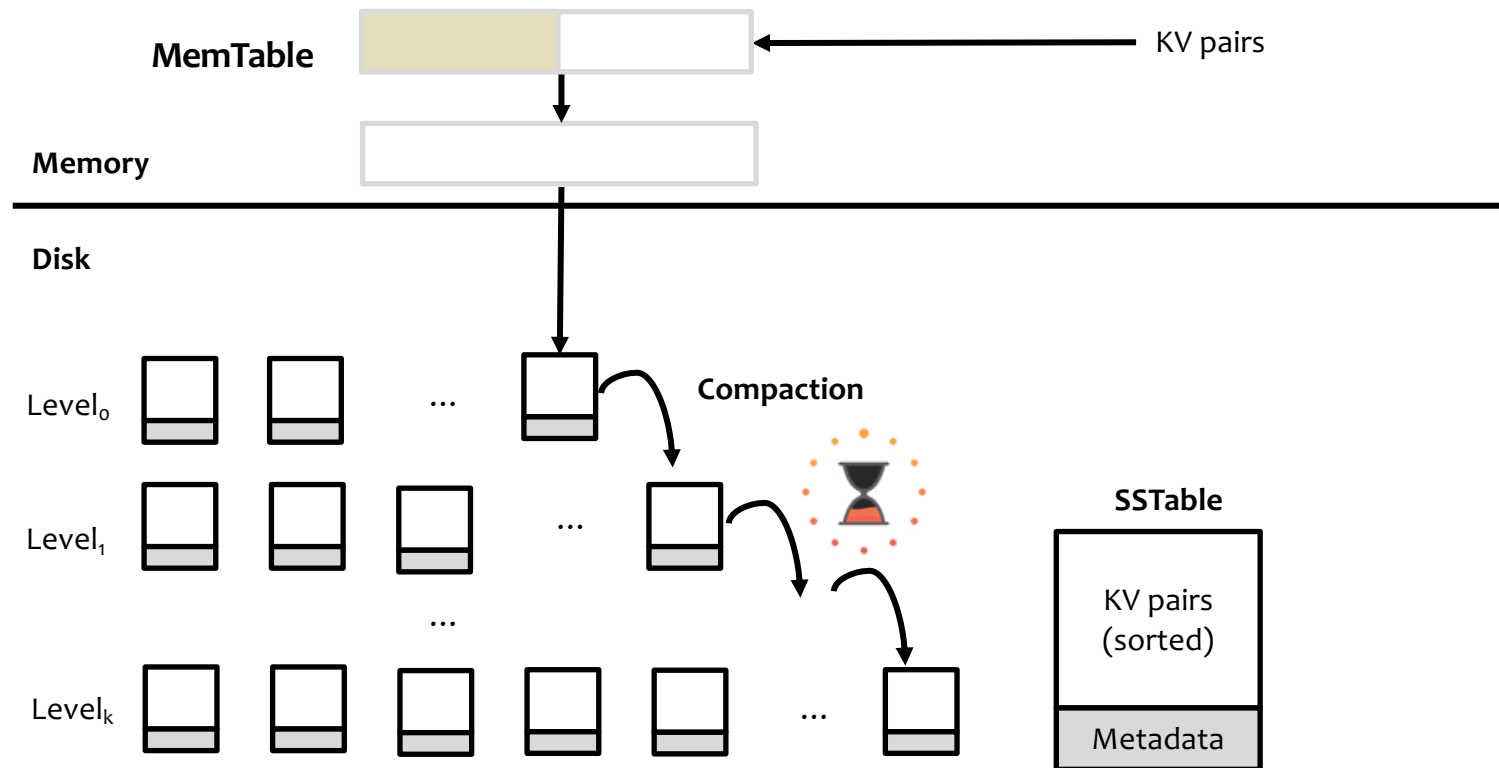 MemTable
KV pairs
Memory
Disk
Level₀
...
Compaction
Level₁
...
SSTable
KV pairs
(sorted)
...
Levelₖ
...
Metadata